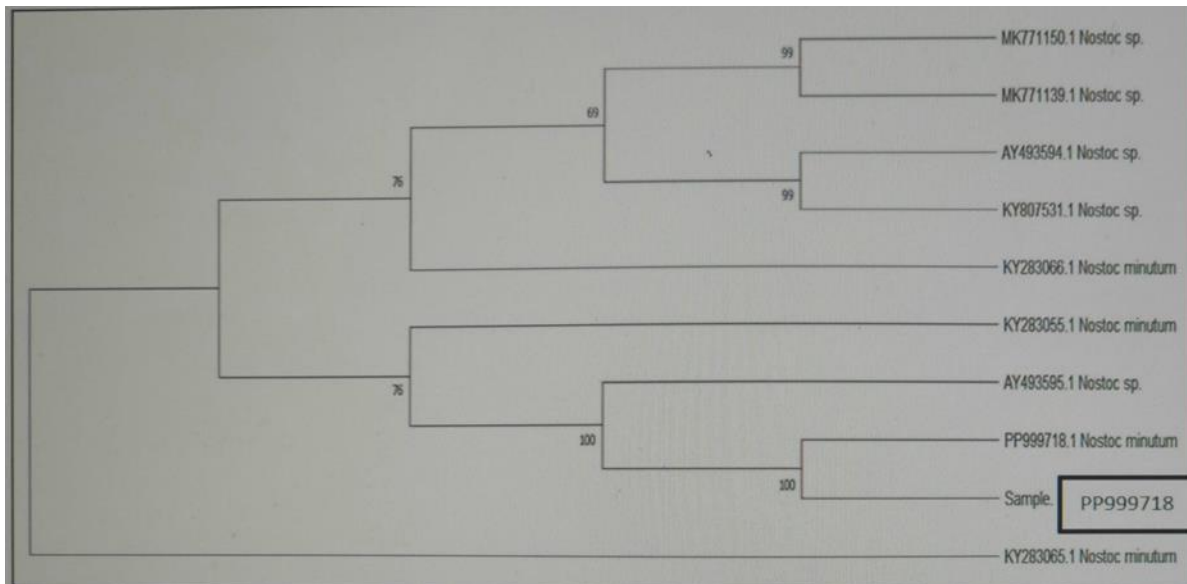 MK771150.1 Nostoc sp.
99
MK771139.1 Nostoc sp.
69
AY493594.1 Nostoc sp.
76
99
KY807531.1 Nostoc sp.
KY283066.1 Nostoc minutum
KY283055.1 Nostoc minutum
76
AY493595.1 Nostoc sp.
100
PP999718.1 Nostoc minutum
100
Sample. PP999718
KY283065.1 Nostoc minutum